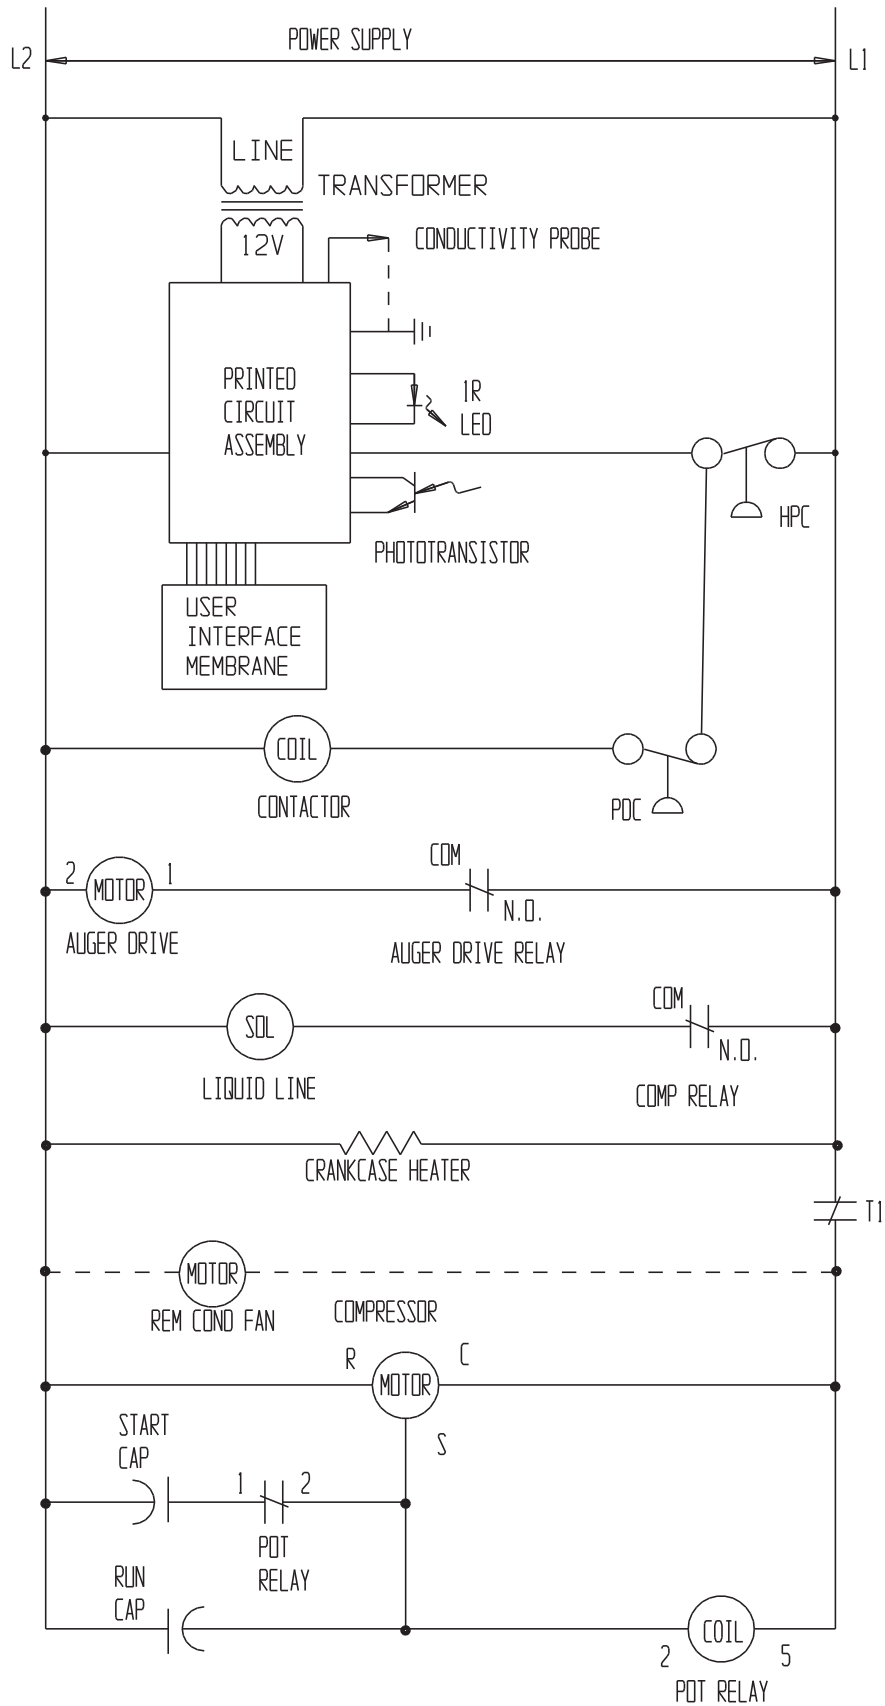 POWER SUPPLY
L2
L1
LINE
TRANSFORMER
12V
CONDUCTIVITY PROBE
PRINTED
CIRCUIT
ASSEMBLY
1R
LED
HPC
PHOTOTRANSISTOR
USER
INTERFACE
MEMBRANE
COIL
CONTACTOR
PDC
COM
2
MOTOR
1
N.O.
AUGER DRIVE
AUGER DRIVE RELAY
COM
SOL
N.O.
LIQUID LINE
COMP RELAY
CRANKCASE HEATER
T1
MOTOR
REM COND FAN
COMPRESSOR
R
C
MOTOR
START
CAP
S
1
2
POT
RELAY
RUN
CAP
COIL
2
5
POT RELAY